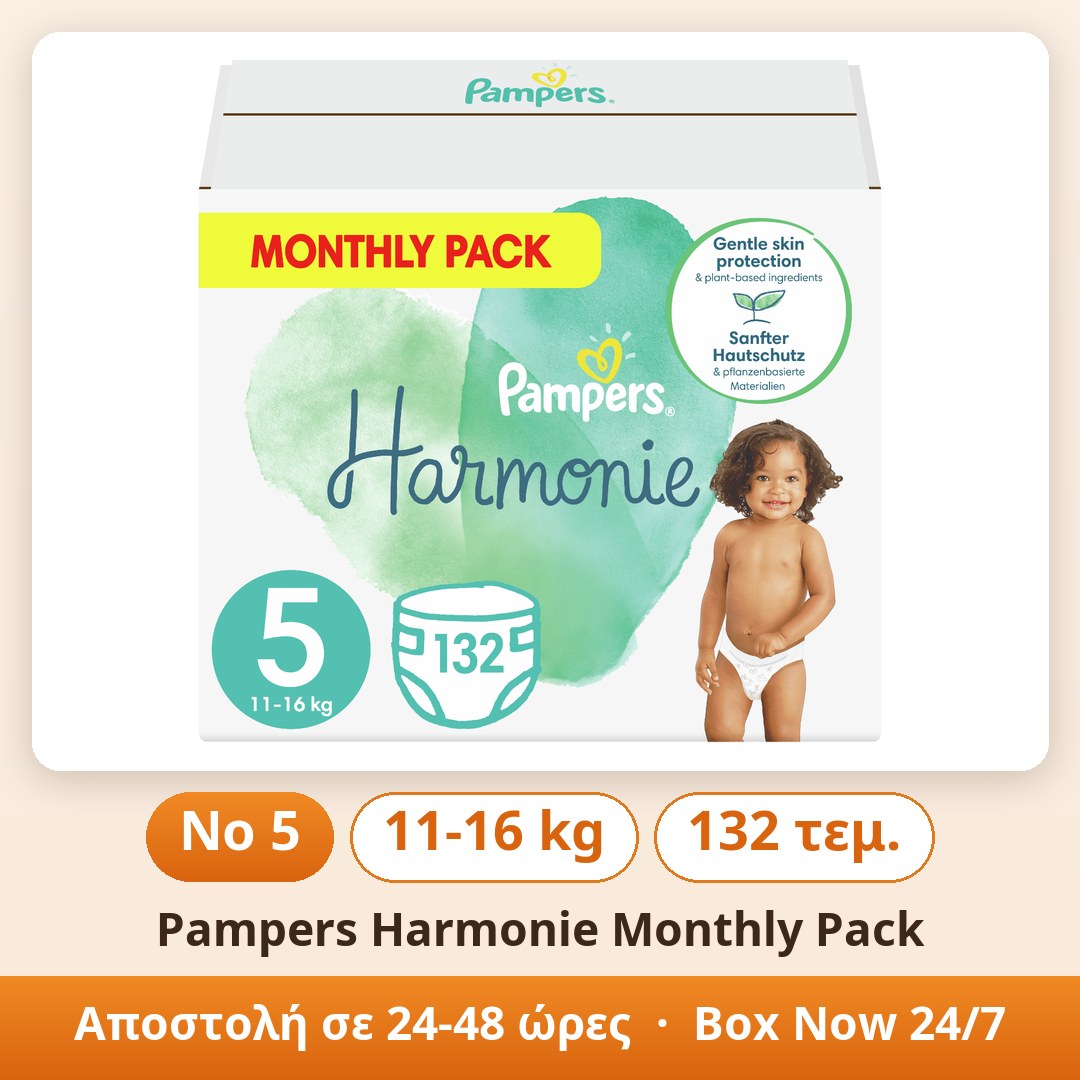 Pampers.
MONTHLY PACK
Gentle skin
protection
& plant-based ingredients
Sanfter
Hautschutz
& pflanzenbasierte
Materialien
Pampers®
Harmonie
5
11-16 kg
132
No 5
11-16 kg
132 τεμ.
Pampers Harmonie Monthly Pack
Αποστολή σε 24-48 ώρες · Box Now 24/7